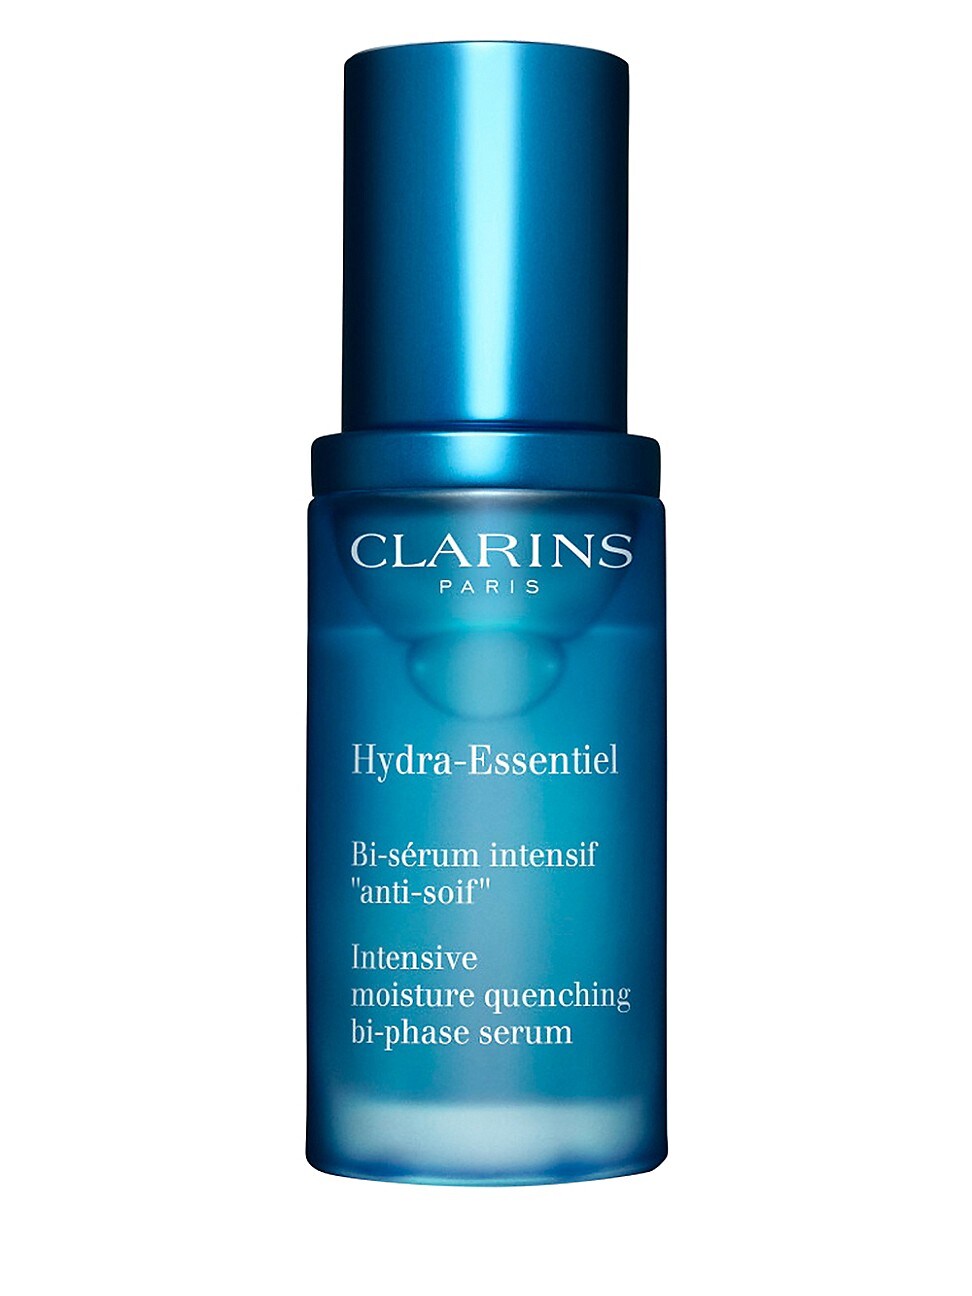 CLARINS
PARIS
Hydra-Essentiel
Bi-sérum intensif
"anti-soif"
Intensive
moisture quenching
bi-phase serum